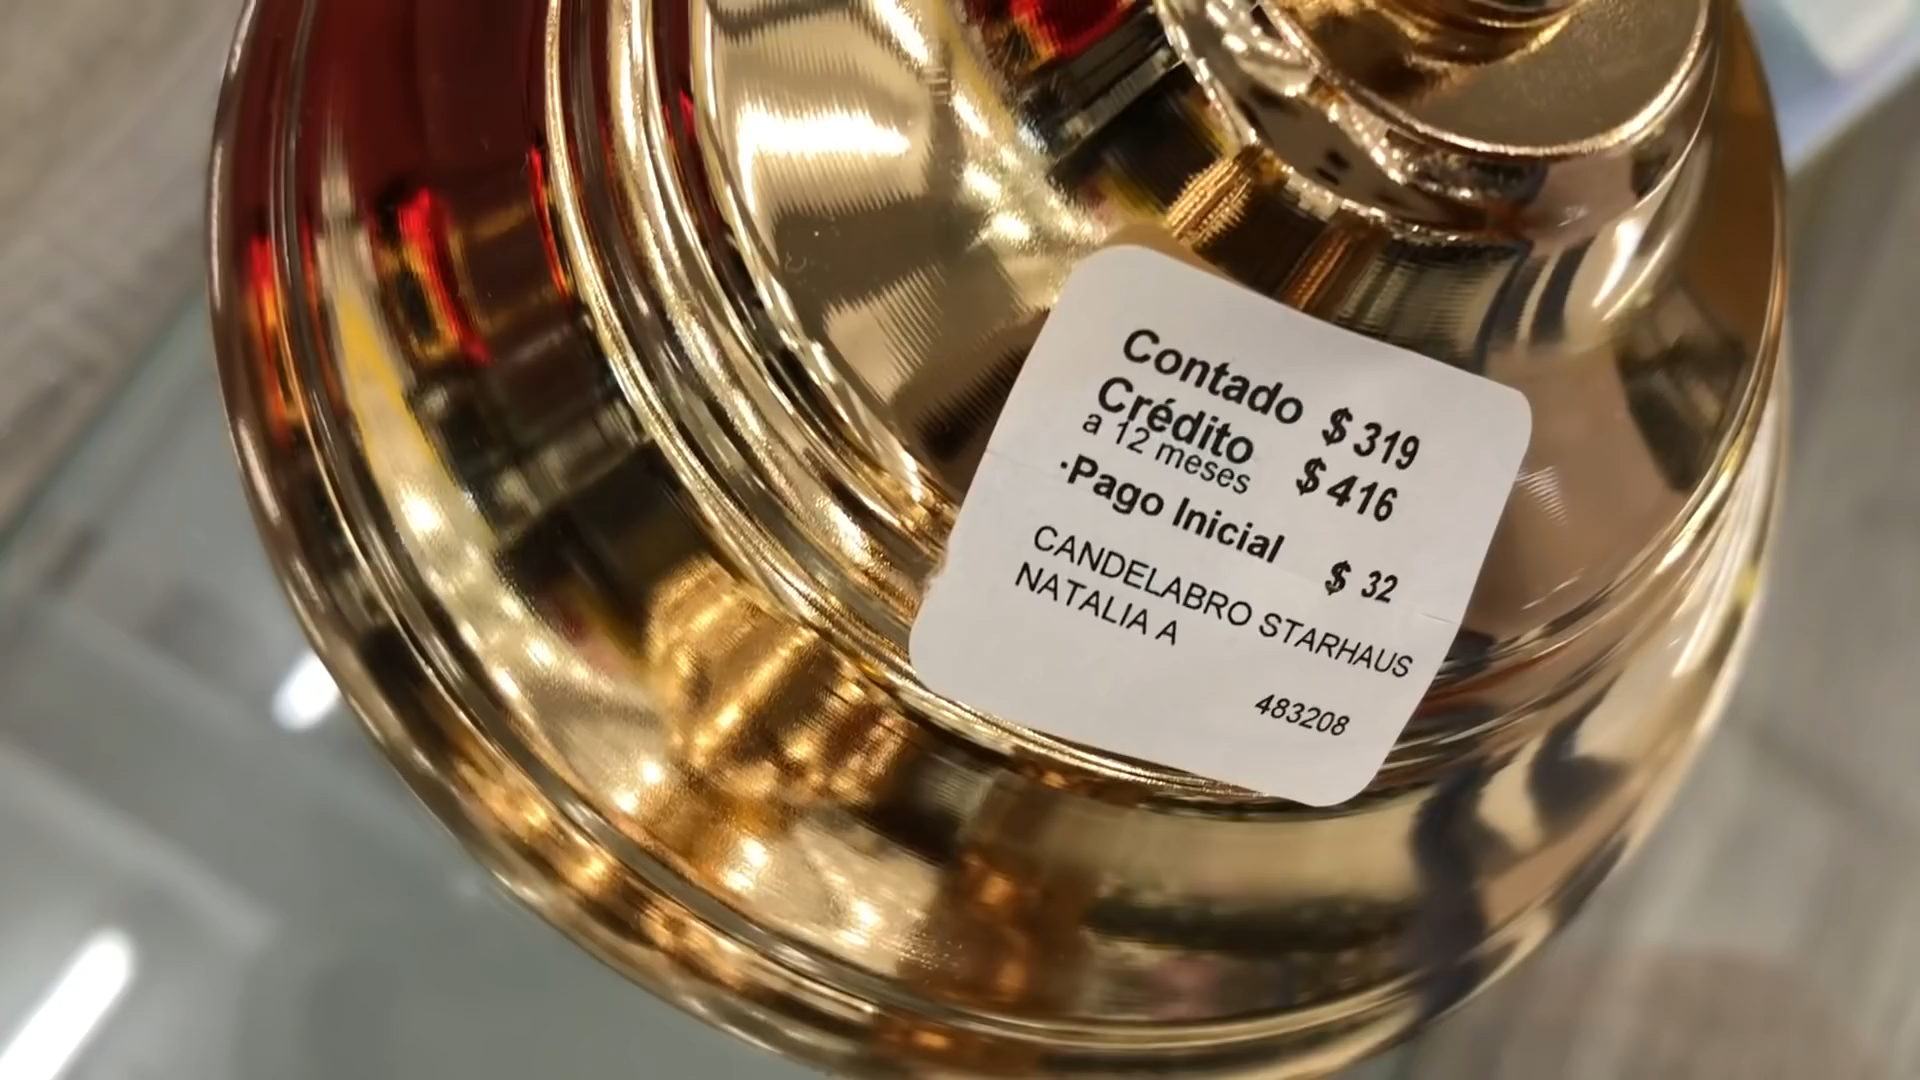 Contado $319
Crédito $416
a 12 meses
·Pago Inicial $ 32
CANDELABRO STARHAUS
NATALIA A
483208